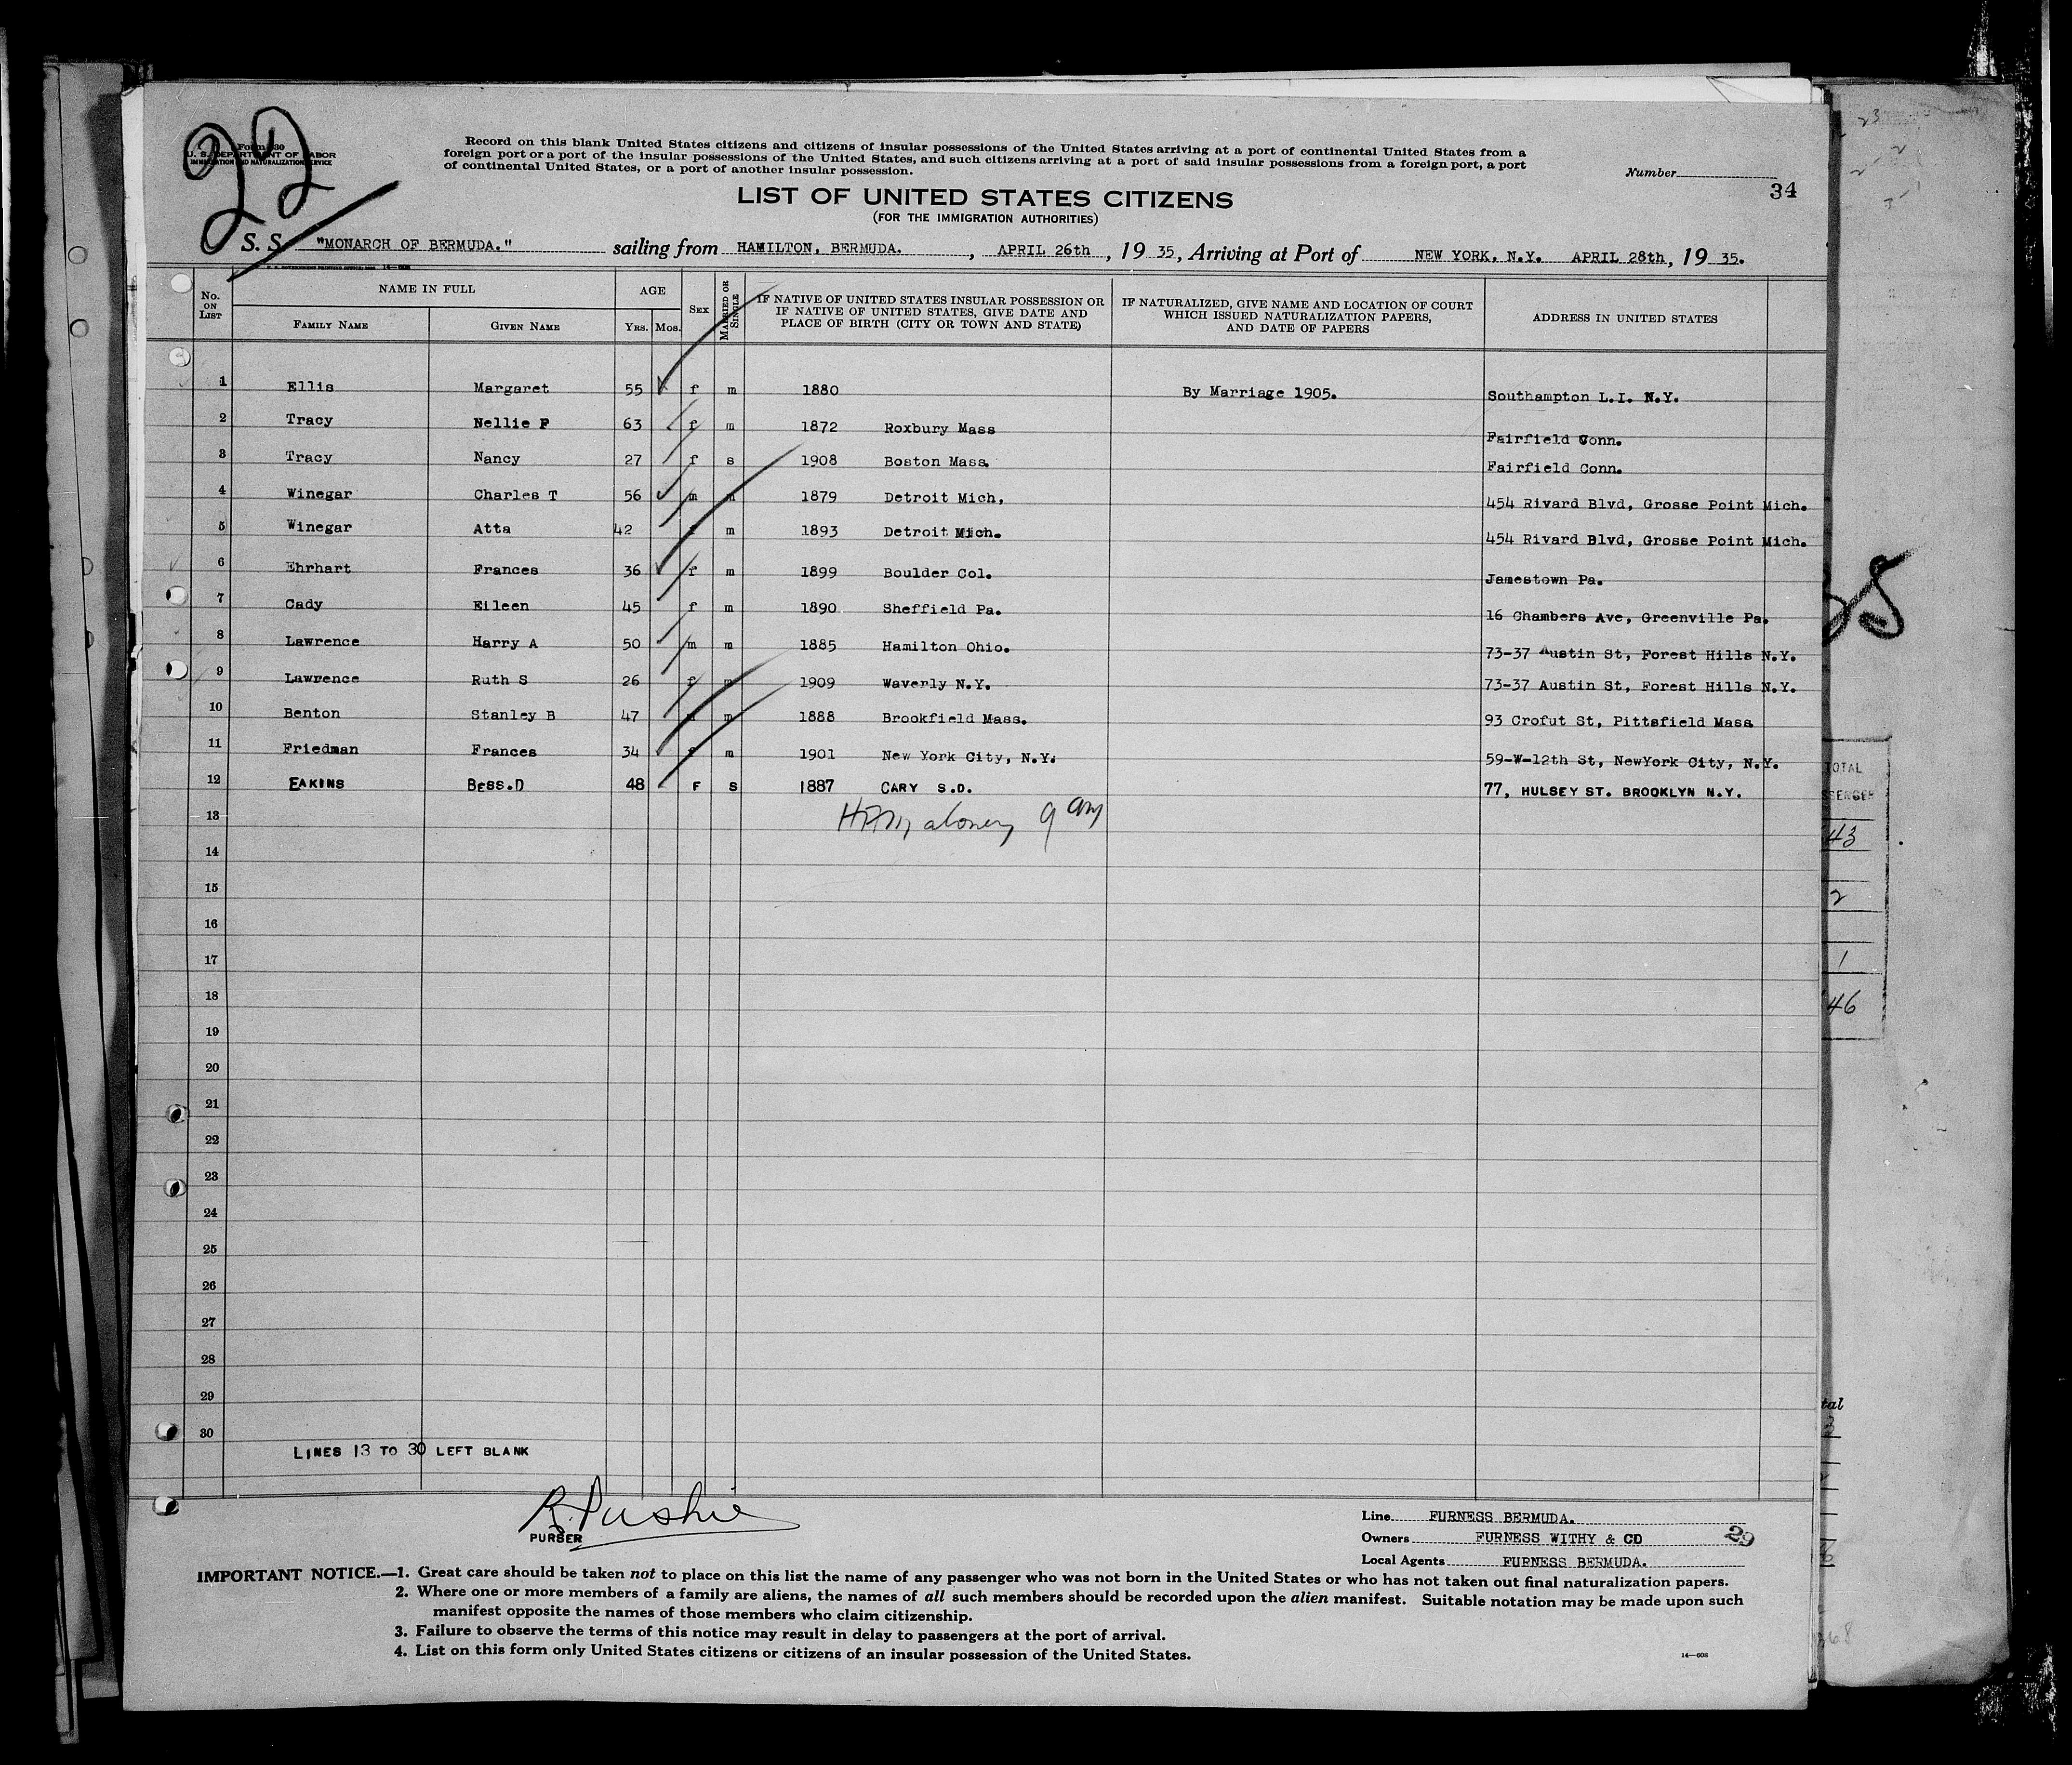 22
Form 630
U. S. DEPARTMENT OF LABOR
IMMIGRATION AND NATURALIZATION SERVICE
Record on this blank United States citizens and citizens of insular possessions of the United States arriving at a port of continental United States from a
foreign port or a port of the insular possessions of the United States, and such citizens arriving at a port of said insular possessions from a foreign port, a port
of continental United States, or a port of another insular possession.
Number
34
LIST OF UNITED STATES CITIZENS
(FOR THE IMMIGRATION AUTHORITIES)
S. S. "MONARCH OF BERMUDA." sailing from HAMILTON, BERMUDA. , APRIL 26th , 19 35, Arriving at Port of NEW YORK, N.Y. APRIL 28th, 19 35.
No. ON LIST NAME IN FULL AGE SEX MARRIED OR SINGLE IF NATIVE OF UNITED STATES INSULAR POSSESSION OR IF NATIVE OF UNITED STATES, GIVE DATE AND PLACE OF BIRTH (CITY OR TOWN AND STATE) IF NATURALIZED, GIVE NAME AND LOCATION OF COURT WHICH ISSUED NATURALIZATION PAPERS, AND DATE OF PAPERS ADDRESS IN UNITED STATES
FAMILY NAME GIVEN NAME YRS. MOS.
1 Ellis Margaret 55 f m 1880 By Marriage 1905. Southampton L.I. N.Y.
2 Tracy Nellie F 63 f m 1872 Roxbury Mass Fairfield Conn.
3 Tracy Nancy 27 f s 1908 Boston Mass. Fairfield Conn.
4 Winegar Charles T 56 m m 1879 Detroit Mich. 454 Rivard Blvd, Grosse Point Mich.
5 Winegar Atta 42 f m 1893 Detroit Mich. 454 Rivard Blvd, Grosse Point Mich.
6 Ehrhart Frances 36 f m 1899 Boulder Col. Jamestown Pa.
7 Cady Eileen 45 f m 1890 Sheffield Pa. 16 Chambers Ave, Greenville Pa.
8 Lawrence Harry A 50 m m 1885 Hamilton Ohio. 73-37 Austin St, Forest Hills N.Y.
9 Lawrence Ruth S 26 f m 1909 Waverly N.Y. 73-37 Austin St, Forest Hills N.Y.
10 Benton Stanley B 47 m 1888 Brookfield Mass. 93 Crofut St, Pittsfield Mass
11 Friedman Frances 34 f m 1901 New York City, N.Y. 59-W-12th St, NewYork City, N.Y.
12 EAKINS BESS.D 48 F S 1887 CARY S.D. 77, HULSEY ST. BROOKLYN N.Y.
13
14
15
16
17
18
19
20
21
22
23
24
25
26
27
28
29
30
LINES 13 TO 30 LEFT BLANK
PURSER
Line FURNESS BERMUDA.
Owners FURNESS WITHY & CO 29
Local Agents FURNESS BERMUDA.
IMPORTANT NOTICE.—1. Great care should be taken not to place on this list the name of any passenger who was not born in the United States or who has not taken out final naturalization papers.
2. Where one or more members of a family are aliens, the names of all such members should be recorded upon the alien manifest. Suitable notation may be made upon such
manifest opposite the names of those members who claim citizenship.
3. Failure to observe the terms of this notice may result in delay to passengers at the port of arrival.
4. List on this form only United States citizens or citizens of an insular possession of the United States.
14—608
43
2
1
46